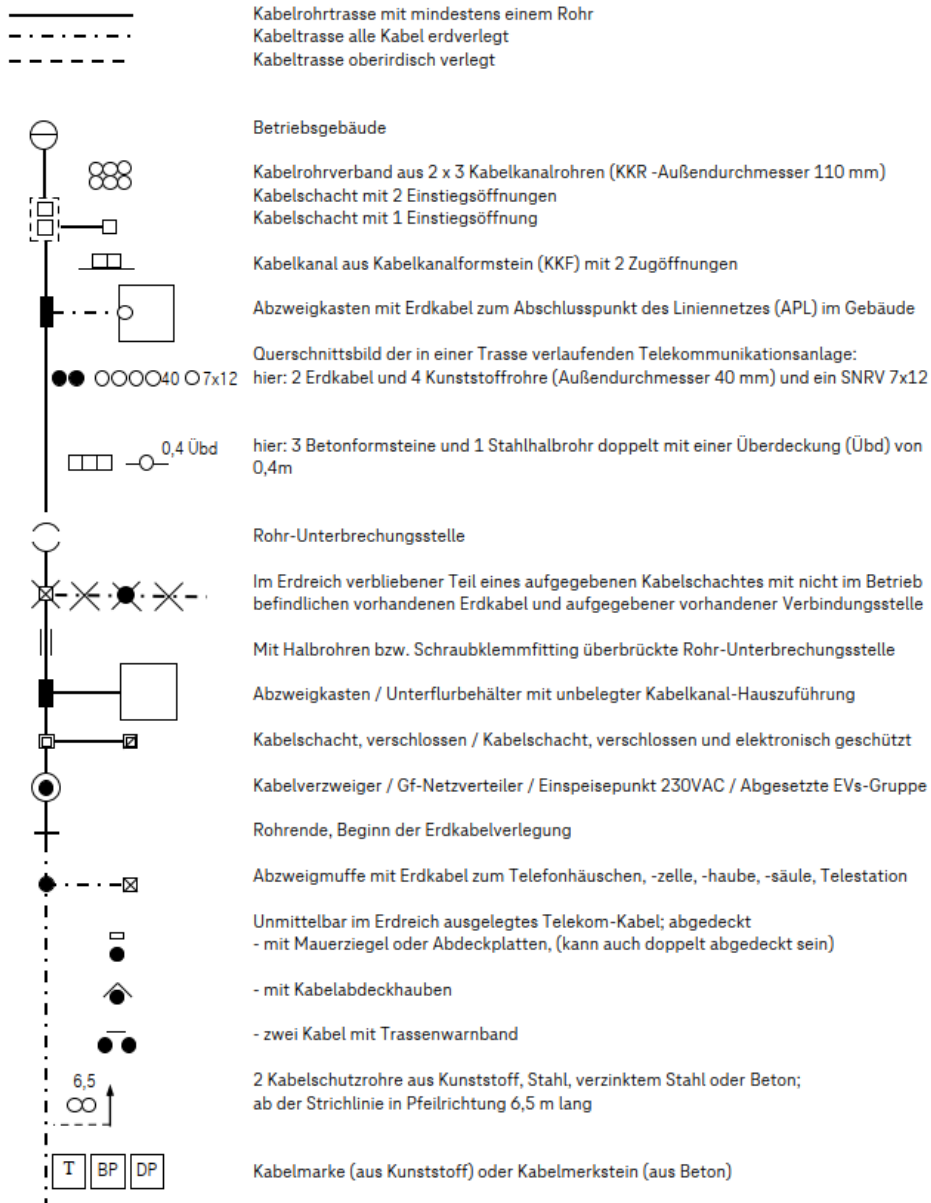 Kabelrohrtrasse mit mindestens einem Rohr
Kabeltrasse alle Kabel erdverlegt
Kabeltrasse oberirdisch verlegt
Betriebsgebäude
Kabelrohrverband aus 2 x 3 Kabelkanalrohren (KKR -Außendurchmesser 110 mm)
Kabelschacht mit 2 Einstiegsöffnungen
Kabelschacht mit 1 Einstiegsöffnung
Kabelkanal aus Kabelkanalformstein (KKF) mit 2 Zugöffnungen
Abzweigkasten mit Erdkabel zum Abschlusspunkt des Liniennetzes (APL) im Gebäude
Querschnittsbild der in einer Trasse verlaufenden Telekommunikationsanlage:
40 7x12 hier: 2 Erdkabel und 4 Kunststoffrohre (Außendurchmesser 40 mm) und ein SNRV 7x12
0,4 Übd hier: 3 Betonformsteine und 1 Stahlhalbrohr doppelt mit einer Überdeckung (Übd) von
0,4m
Rohr-Unterbrechungsstelle
Im Erdreich verbliebener Teil eines aufgegebenen Kabelschachtes mit nicht im Betrieb
befindlichen vorhandenen Erdkabel und aufgegebener vorhandener Verbindungsstelle
Mit Halbrohren bzw. Schraubklemmfitting überbrückte Rohr-Unterbrechungsstelle
Abzweigkasten / Unterflurbehälter mit unbelegter Kabelkanal-Hauszuführung
Kabelschacht, verschlossen / Kabelschacht, verschlossen und elektronisch geschützt
Kabelverzweiger / Gf-Netzverteiler / Einspeisepunkt 230VAC / Abgesetzte EVs-Gruppe
Rohrende, Beginn der Erdkabelverlegung
Abzweigmuffe mit Erdkabel zum Telefonhäuschen, -zelle, -haube, -säule, Telestation
Unmittelbar im Erdreich ausgelegtes Telekom-Kabel; abgedeckt
- mit Mauerziegel oder Abdeckplatten, (kann auch doppelt abgedeckt sein)
- mit Kabelabdeckhauben
- zwei Kabel mit Trassenwarnband
6,5 2 Kabelschutzrohre aus Kunststoff, Stahl, verzinktem Stahl oder Beton;
ab der Strichlinie in Pfeilrichtung 6,5 m lang
T BP DP Kabelmarke (aus Kunststoff) oder Kabelmerkstein (aus Beton)